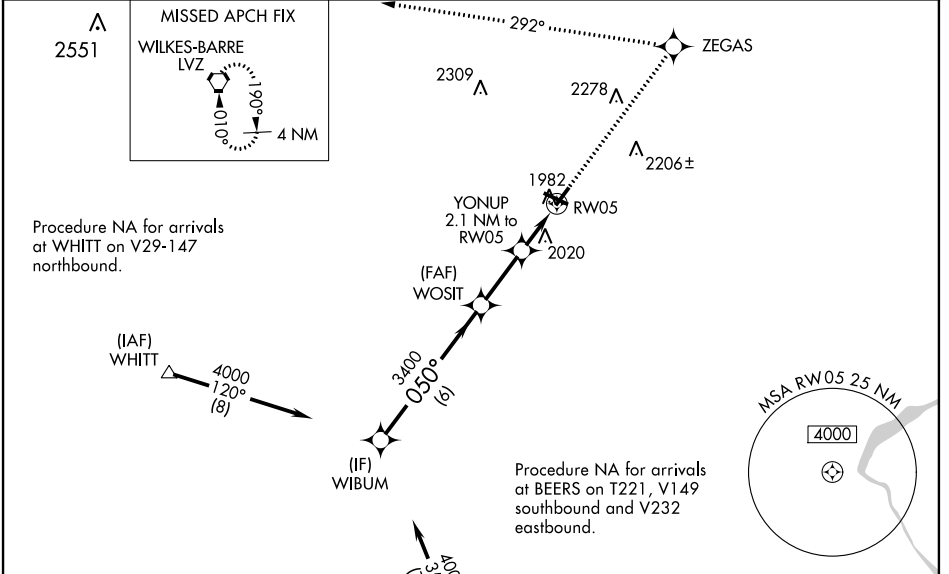 2551
MISSED APCH FIX
WILKES-BARRE
LVZ
190°
010°
4 NM
292°
ZEGAS
2309
2278
2206±
1982
RW05
YONUP
2.1 NM to
RW05
2020
Procedure NA for arrivals
at WHITT on V29-147
northbound.
(FAF)
WOSIT
(IAF)
WHITT
4000
120°
(8)
3400
050°
(6)
(IF)
WIBUM
MSA RW05 25 NM
4000
Procedure NA for arrivals
at BEERS on T221, V149
southbound and V232
eastbound.